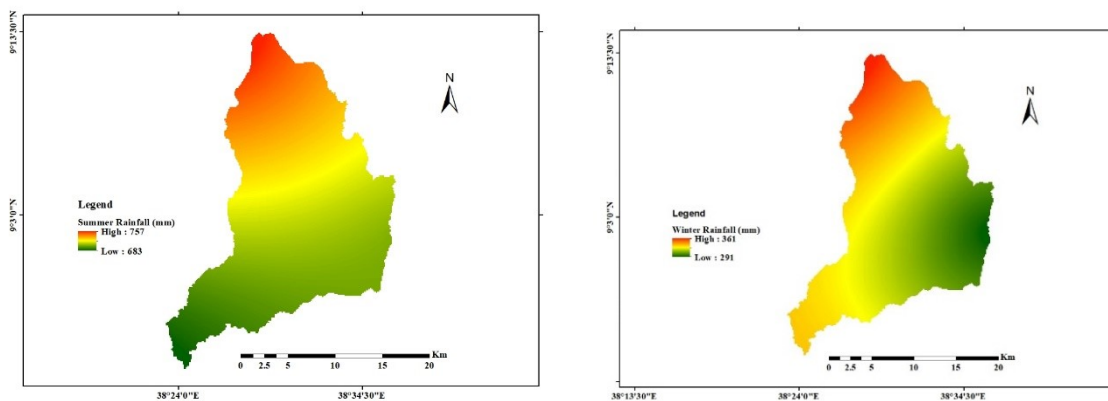 9°13'30"N
N
Legend
Summer Rainfall (mm)
High : 757
Low : 683
9°3'0"N
Km
0 2.5 5 10 15 20
38°24'0"E 38°34'30"E
9°13'30"N
N
Legend
Winter Rainfall (mm)
High : 361
Low : 291
9°3'0"N
Km
0 2.5 5 10 15 20
38°13'30"E 38°24'0"E 38°34'30"E